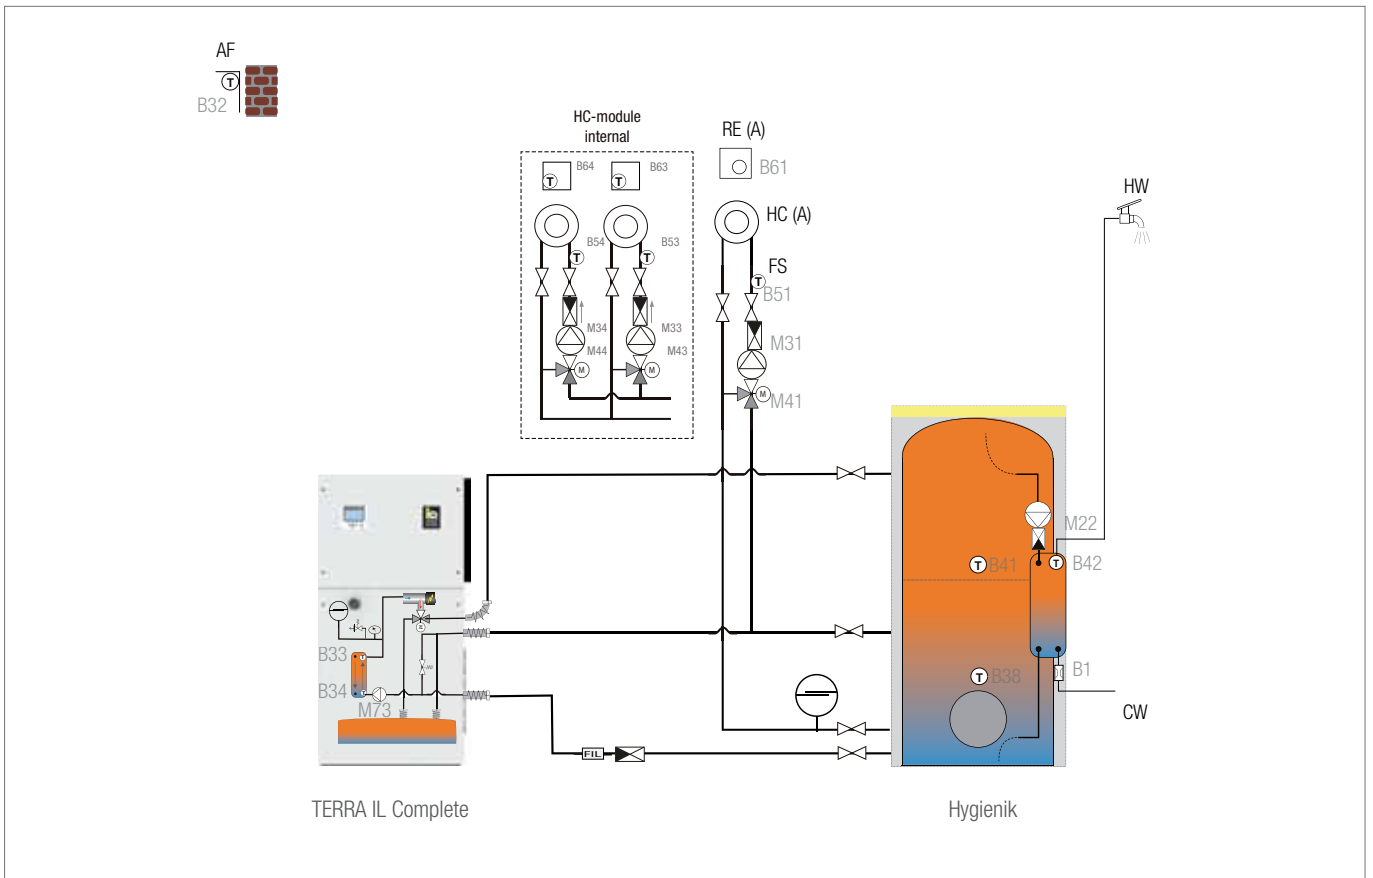 AF
T
B32
HC-module
internal
B64
T
B63
T
RE (A)
B61
HW
HC (A)
B54
T
B53
T
FS
T
B51
M34
M33
M31
M44
M
M43
M
M
M41
M22
T
B41
T
B42
B33
T
B34
T
M73
T
B38
B1
CW
FIL
TERRA IL Complete
Hygienik